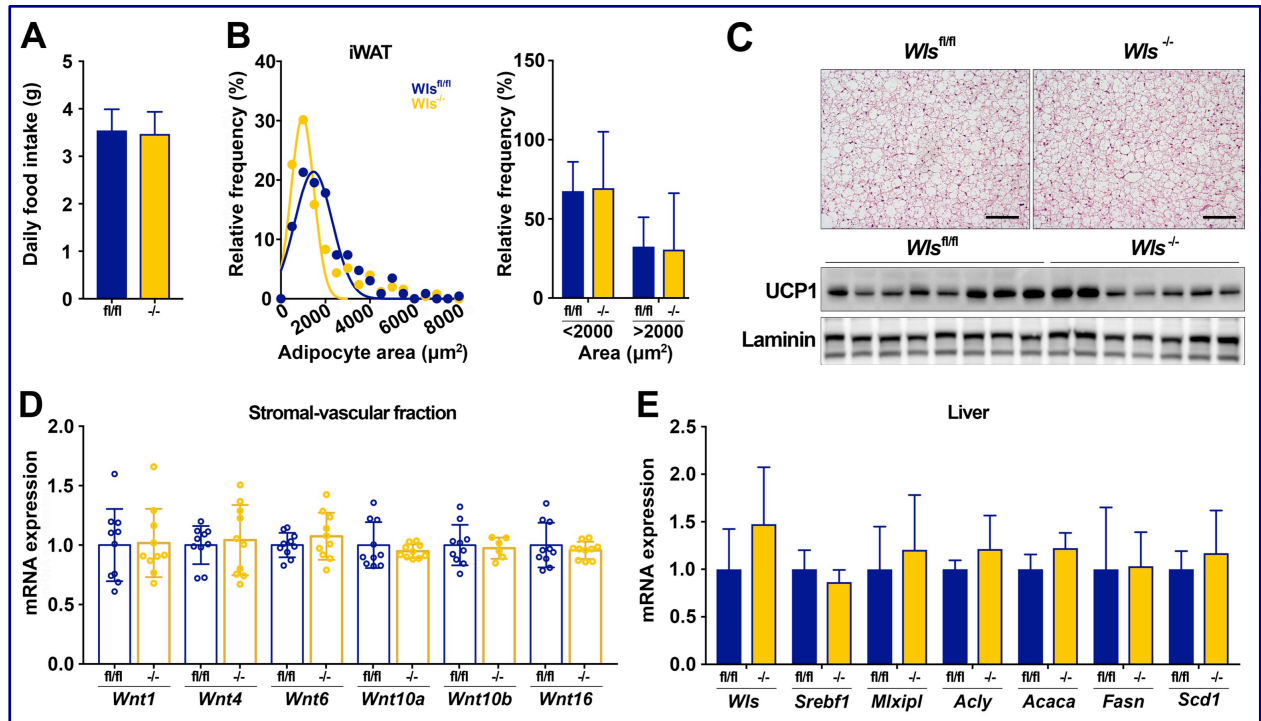 A
Daily food intake (g)
5
4
3
2
1
0
fl/fl -/-
B
iWAT
Relative frequency (%)
40
30
20
10
0
Wls^fl/fl
Wls^-/-
0 2000 4000 6000 8000
Adipocyte area (µm²)
Relative frequency (%)
150
100
50
0
fl/fl -/- fl/fl -/-
<2000 >2000
Area (µm²)
C
Wls^fl/fl Wls^-/-
Wls^fl/fl Wls^-/-
UCP1
Laminin
D
Stromal-vascular fraction
mRNA expression
2.0
1.5
1.0
0.5
0.0
fl/fl -/- fl/fl -/- fl/fl -/- fl/fl -/- fl/fl -/- fl/fl -/-
Wnt1 Wnt4 Wnt6 Wnt10a Wnt10b Wnt16
E
Liver
mRNA expression
2.5
2.0
1.5
1.0
0.5
0.0
fl/fl -/- fl/fl -/- fl/fl -/- fl/fl -/- fl/fl -/- fl/fl -/- fl/fl -/-
Wls Srebf1 Mlxipl Acly Acaca Fasn Scd1